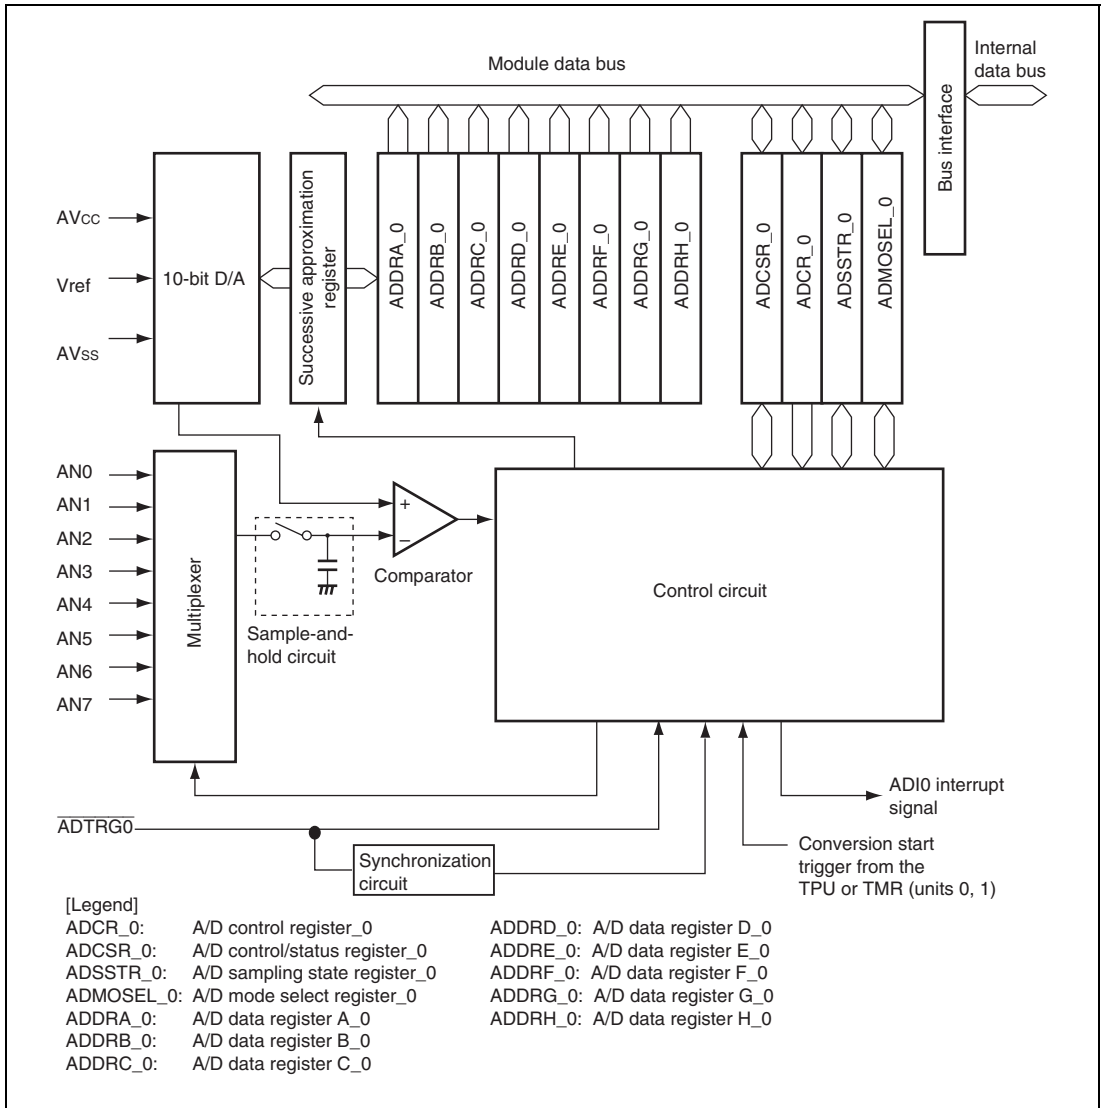 Module data bus
Internal
data bus
Bus interface
AVCC
Vref
AVSS
10-bit D/A
Successive approximation
register
ADDRA_0
ADDRB_0
ADDRC_0
ADDRD_0
ADDRE_0
ADDRF_0
ADDRG_0
ADDRH_0
ADCSR_0
ADCR_0
ADSSTR_0
ADMOSEL_0
AN0
AN1
AN2
AN3
AN4
AN5
AN6
AN7
Multiplexer
+
–
Comparator
Sample-and-
hold circuit
Control circuit
ADI0 interrupt
signal
ADTRG0
Synchronization
circuit
Conversion start
trigger from the
TPU or TMR (units 0, 1)
[Legend]
ADCR_0: A/D control register_0
ADCSR_0: A/D control/status register_0
ADSSTR_0: A/D sampling state register_0
ADMOSEL_0: A/D mode select register_0
ADDRA_0: A/D data register A_0
ADDRB_0: A/D data register B_0
ADDRC_0: A/D data register C_0
ADDRD_0: A/D data register D_0
ADDRE_0: A/D data register E_0
ADDRF_0: A/D data register F_0
ADDRG_0: A/D data register G_0
ADDRH_0: A/D data register H_0